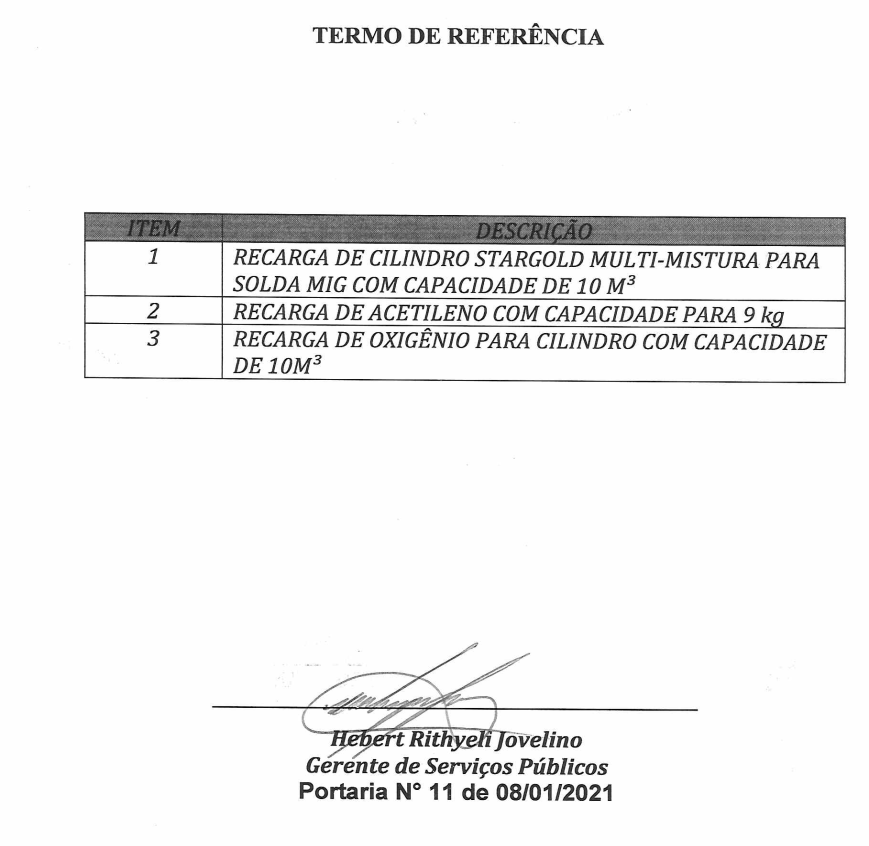 TERMO DE REFERÊNCIA
ITEM DESCRIÇÃO
1 RECARGA DE CILINDRO STARGOLD MULTI-MISTURA PARA
SOLDA MIG COM CAPACIDADE DE 10 M³
2 RECARGA DE ACETILENO COM CAPACIDADE PARA 9 kg
3 RECARGA DE OXIGÊNIO PARA CILINDRO COM CAPACIDADE
DE 10M³
Hebert Rithyeli Jovelino
Gerente de Serviços Públicos
Portaria N° 11 de 08/01/2021